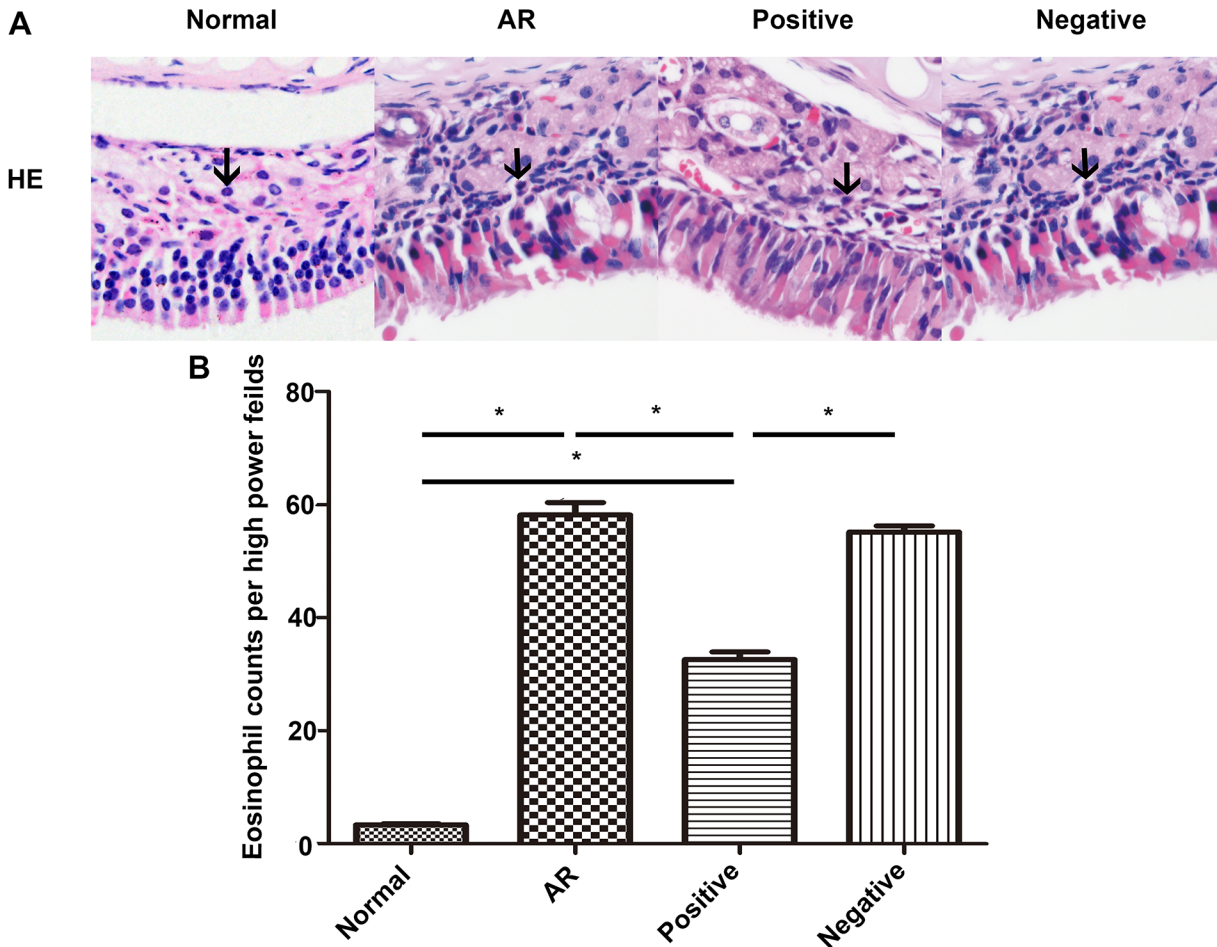 A
Normal
AR
Positive
Negative
HE
B
Eosinophil counts per high power feilds
80
60
40
20
0
*
*
*
*
Normal
AR
Positive
Negative